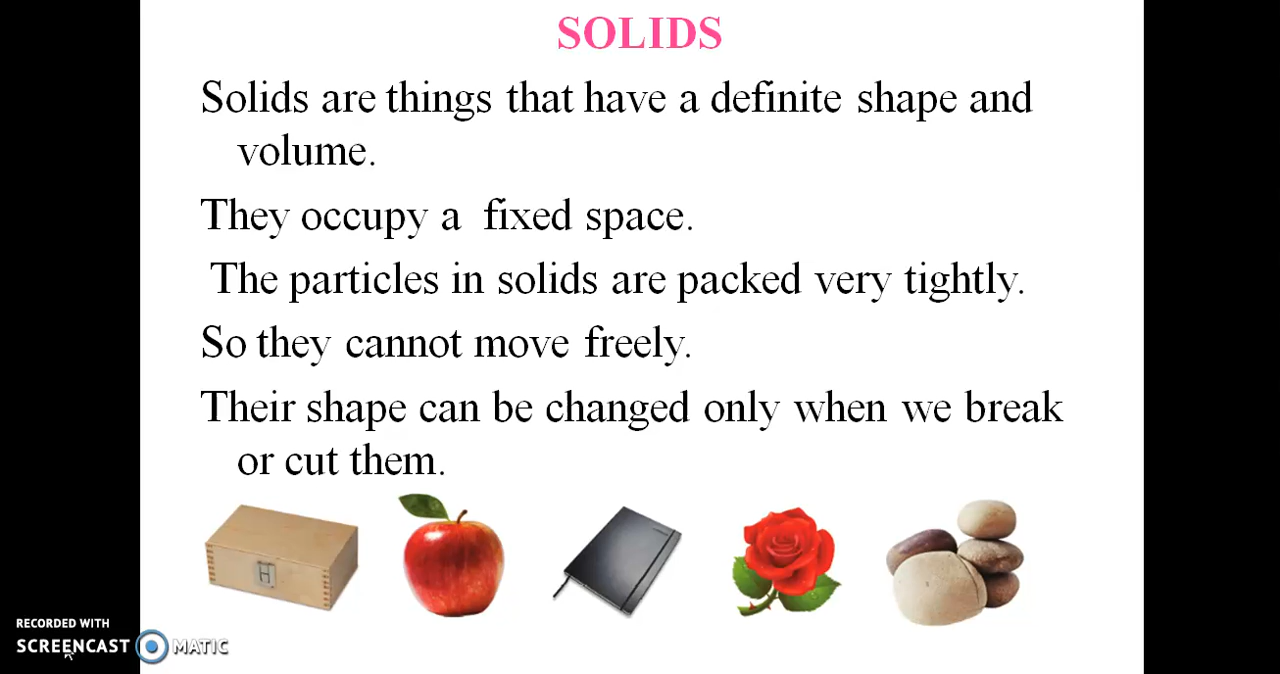 SOLIDS
Solids are things that have a definite shape and
volume.
They occupy a  fixed space.
The particles in solids are packed very tightly.
So they cannot move freely.
Their shape can be changed only when we break
or cut them.
H
RECORDED WITH
SCREENCAST MATIC